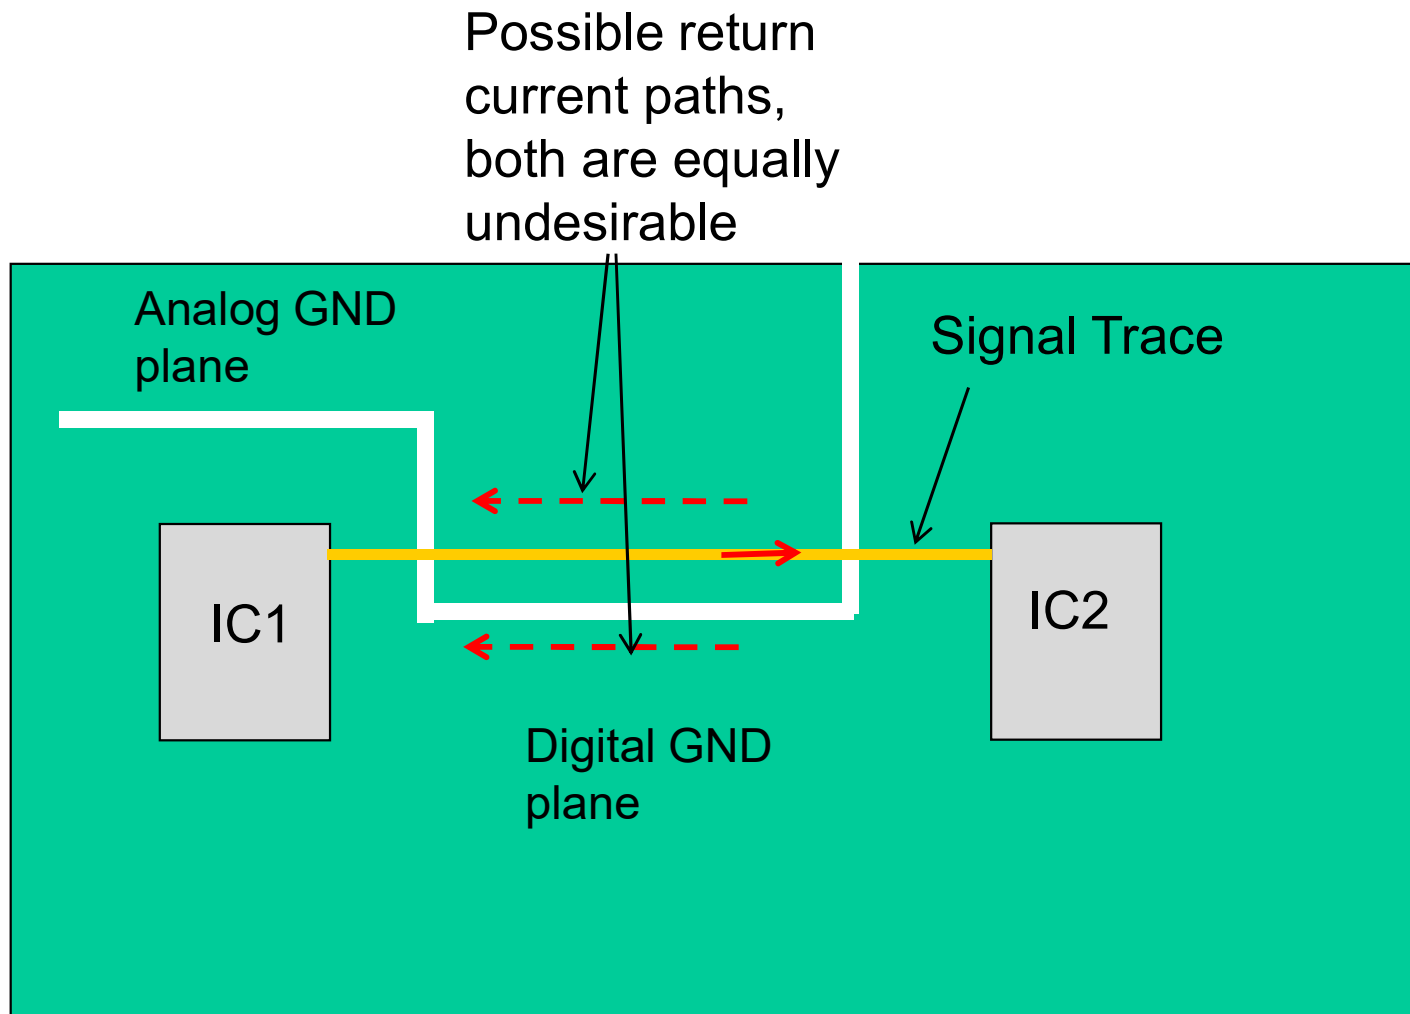 Possible return
current paths,
both are equally
undesirable
Analog GND
plane
Signal Trace
IC1
IC2
Digital GND
plane